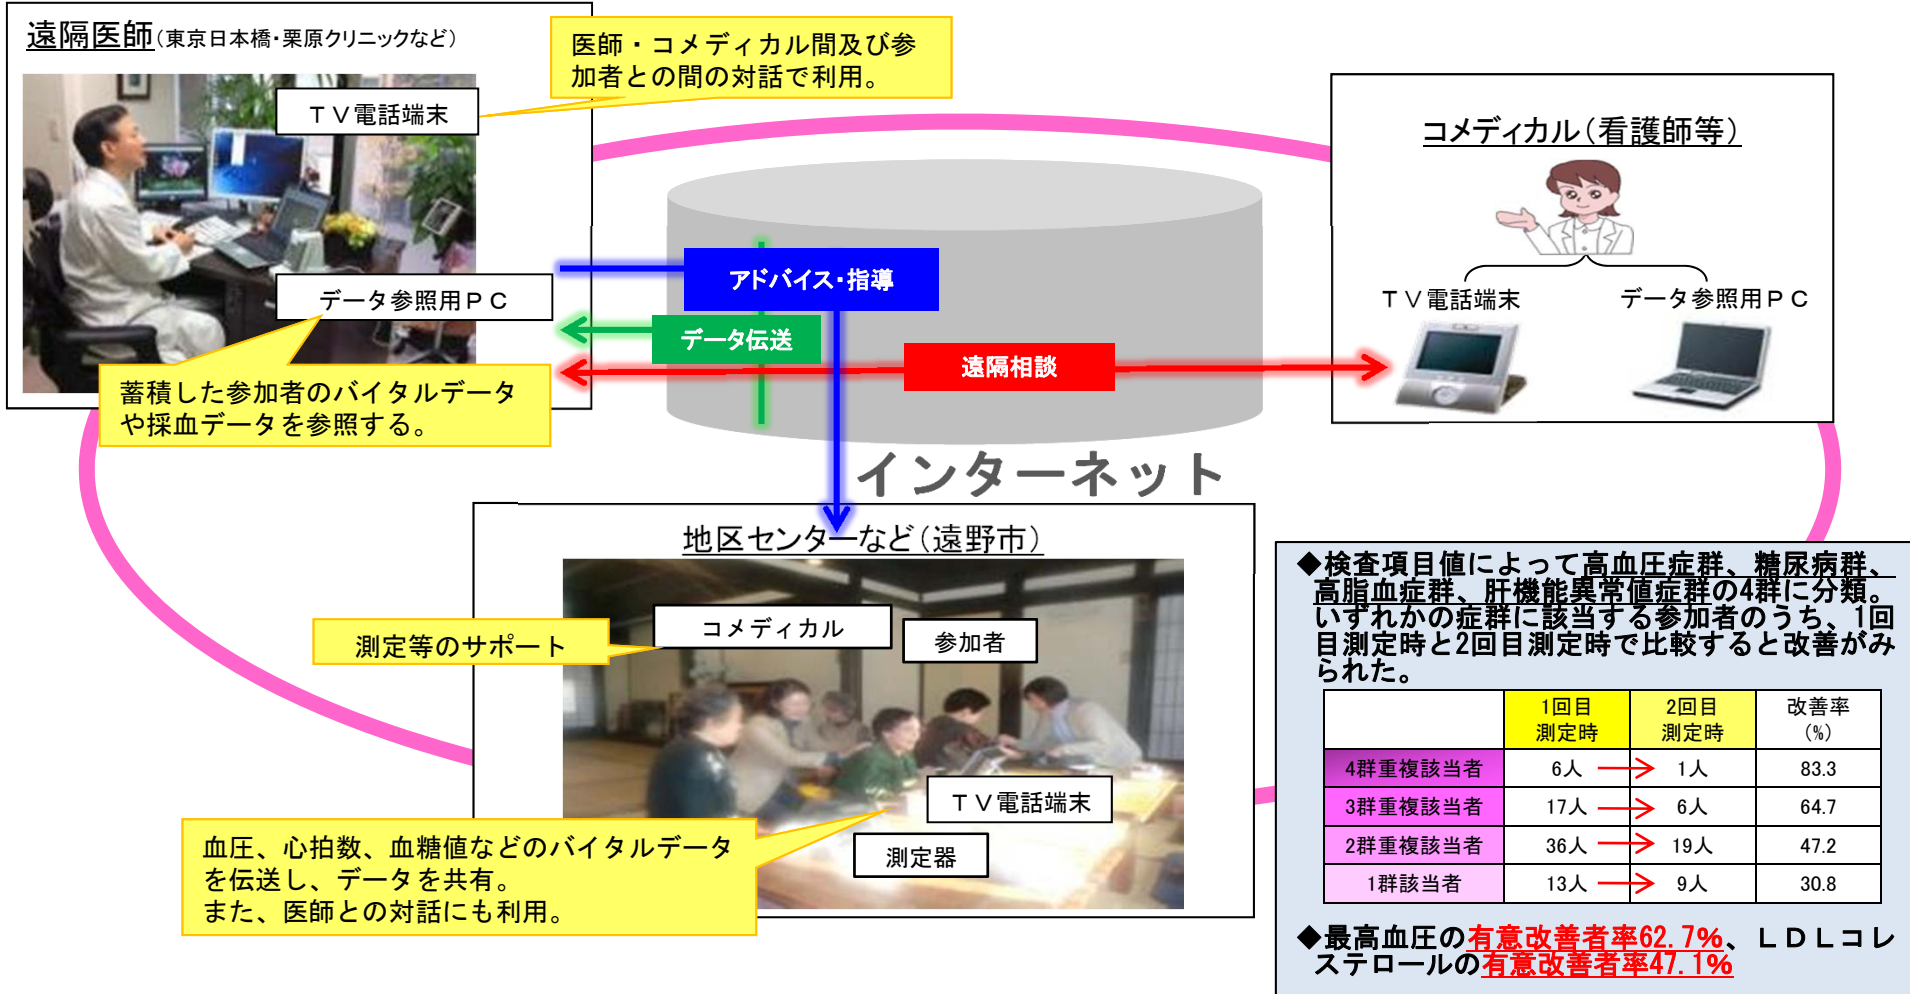 遠隔医師(東京日本橋・栗原クリニックなど)
TV電話端末
データ参照用PC
医師・コメディカル間及び参
加者との間の対話で利用。
蓄積した参加者のバイタルデータ
や採血データを参照する。
コメディカル(看護師等)
TV電話端末
データ参照用PC
アドバイス・指導
データ伝送
遠隔相談
インターネット
地区センターなど(遠野市)
コメディカル
参加者
測定等のサポート
TV電話端末
測定器
血圧、心拍数、血糖値などのバイタルデータ
を伝送し、データを共有。
また、医師との対話にも利用。
◆検査項目値によって高血圧症群、糖尿病群、
高脂血症群、肝機能異常値症群の4群に分類。
いずれかの症群に該当する参加者のうち、1回
目測定時と2回目測定時で比較すると改善がみ
られた。
1回目 2回目 改善率
測定時 測定時 (%)
4群重複該当者 6人 → 1人 83.3
3群重複該当者 17人 → 6人 64.7
2群重複該当者 36人 → 19人 47.2
1群該当者 13人 → 9人 30.8
◆最高血圧の有意改善者率62.7%、LDLコレ
ステロールの有意改善者率47.1%